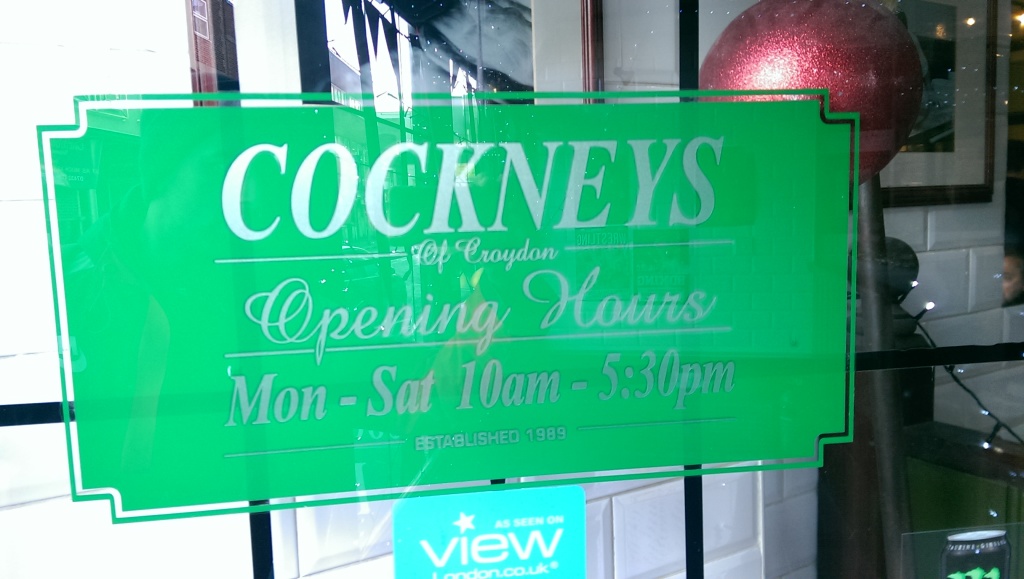 COCKNEYS
Of Croydon
Opening Hours
Mon - Sat 10am - 5:30pm
ESTABLISHED 1989
AS SEEN ON
view
London.co.uk